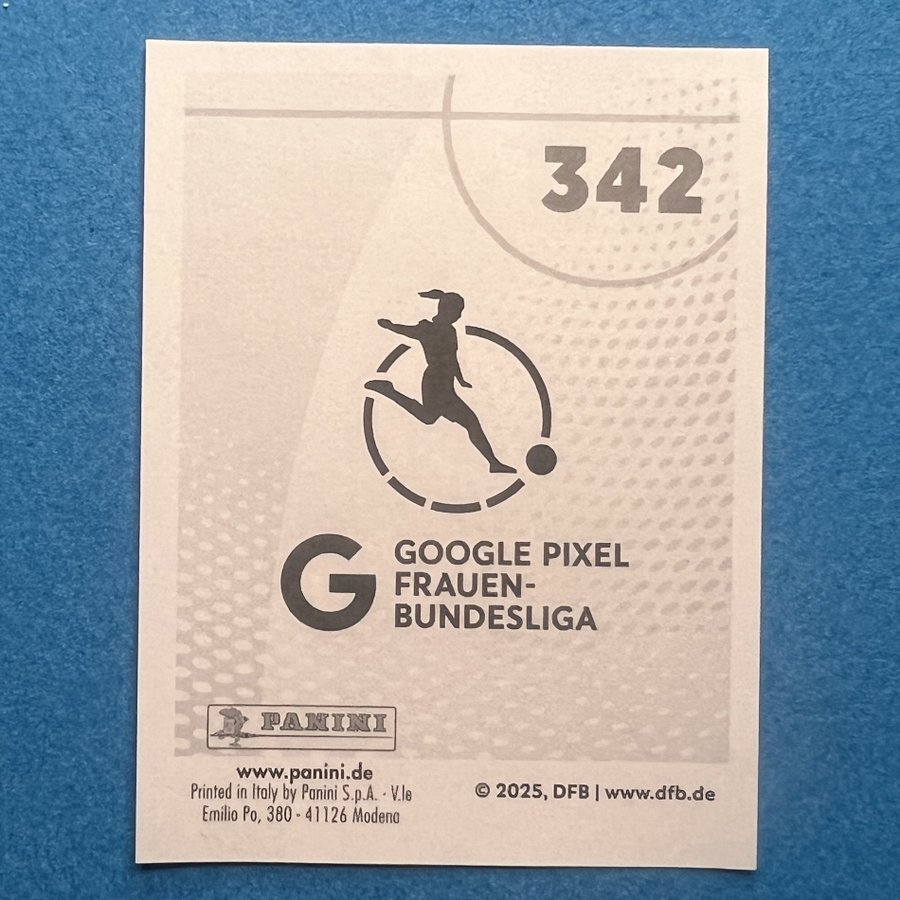 342
G
GOOGLE PIXEL
FRAUEN-
BUNDESLIGA
PANINI
www.panini.de
Printed in Italy by Panini S.p.A. - V.le
Emilio Po, 380 - 41126 Modena
© 2025, DFB | www.dfb.de